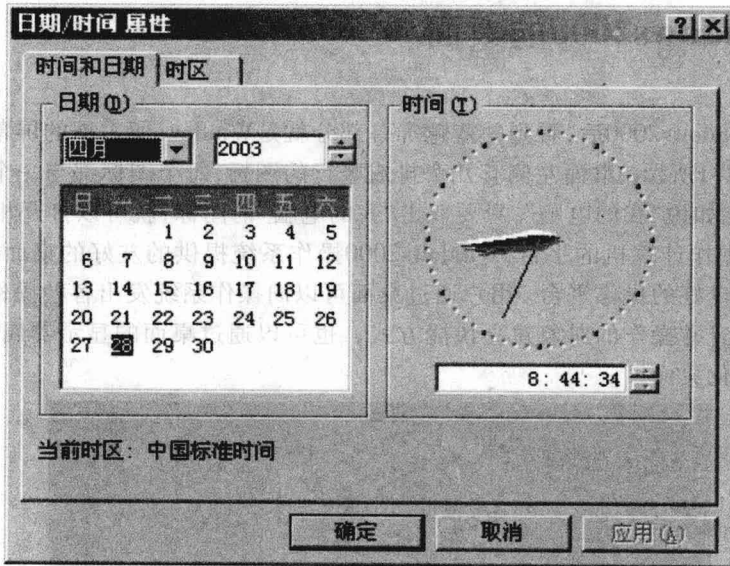 日期/时间 属性
时间和日期 时区
日期(D)
四月 2003
日 一 二 三 四 五 六
1 2 3 4 5
6 7 8 9 10 11 12
13 14 15 16 17 18 19
20 21 22 23 24 25 26
27 28 29 30
时间(T)
8:44:34
当前时区: 中国标准时间
确定 取消 应用(A)